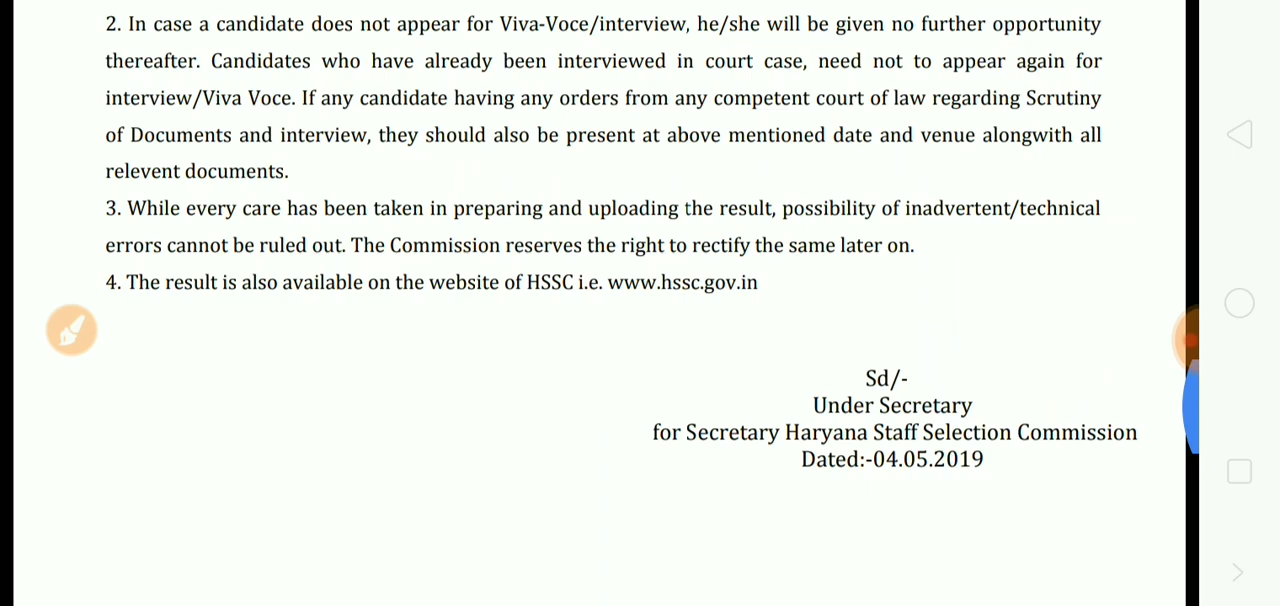 2. In case a candidate does not appear for Viva-Voce/interview, he/she will be given no further opportunity
thereafter. Candidates who have already been interviewed in court case, need not to appear again for
interview/Viva Voce. If any candidate having any orders from any competent court of law regarding Scrutiny
of Documents and interview, they should also be present at above mentioned date and venue alongwith all
relevent documents.
3. While every care has been taken in preparing and uploading the result, possibility of inadvertent/technical
errors cannot be ruled out. The Commission reserves the right to rectify the same later on.
4. The result is also available on the website of HSSC i.e. www.hssc.gov.in
Sd/-
Under Secretary
for Secretary Haryana Staff Selection Commission
Dated:-04.05.2019